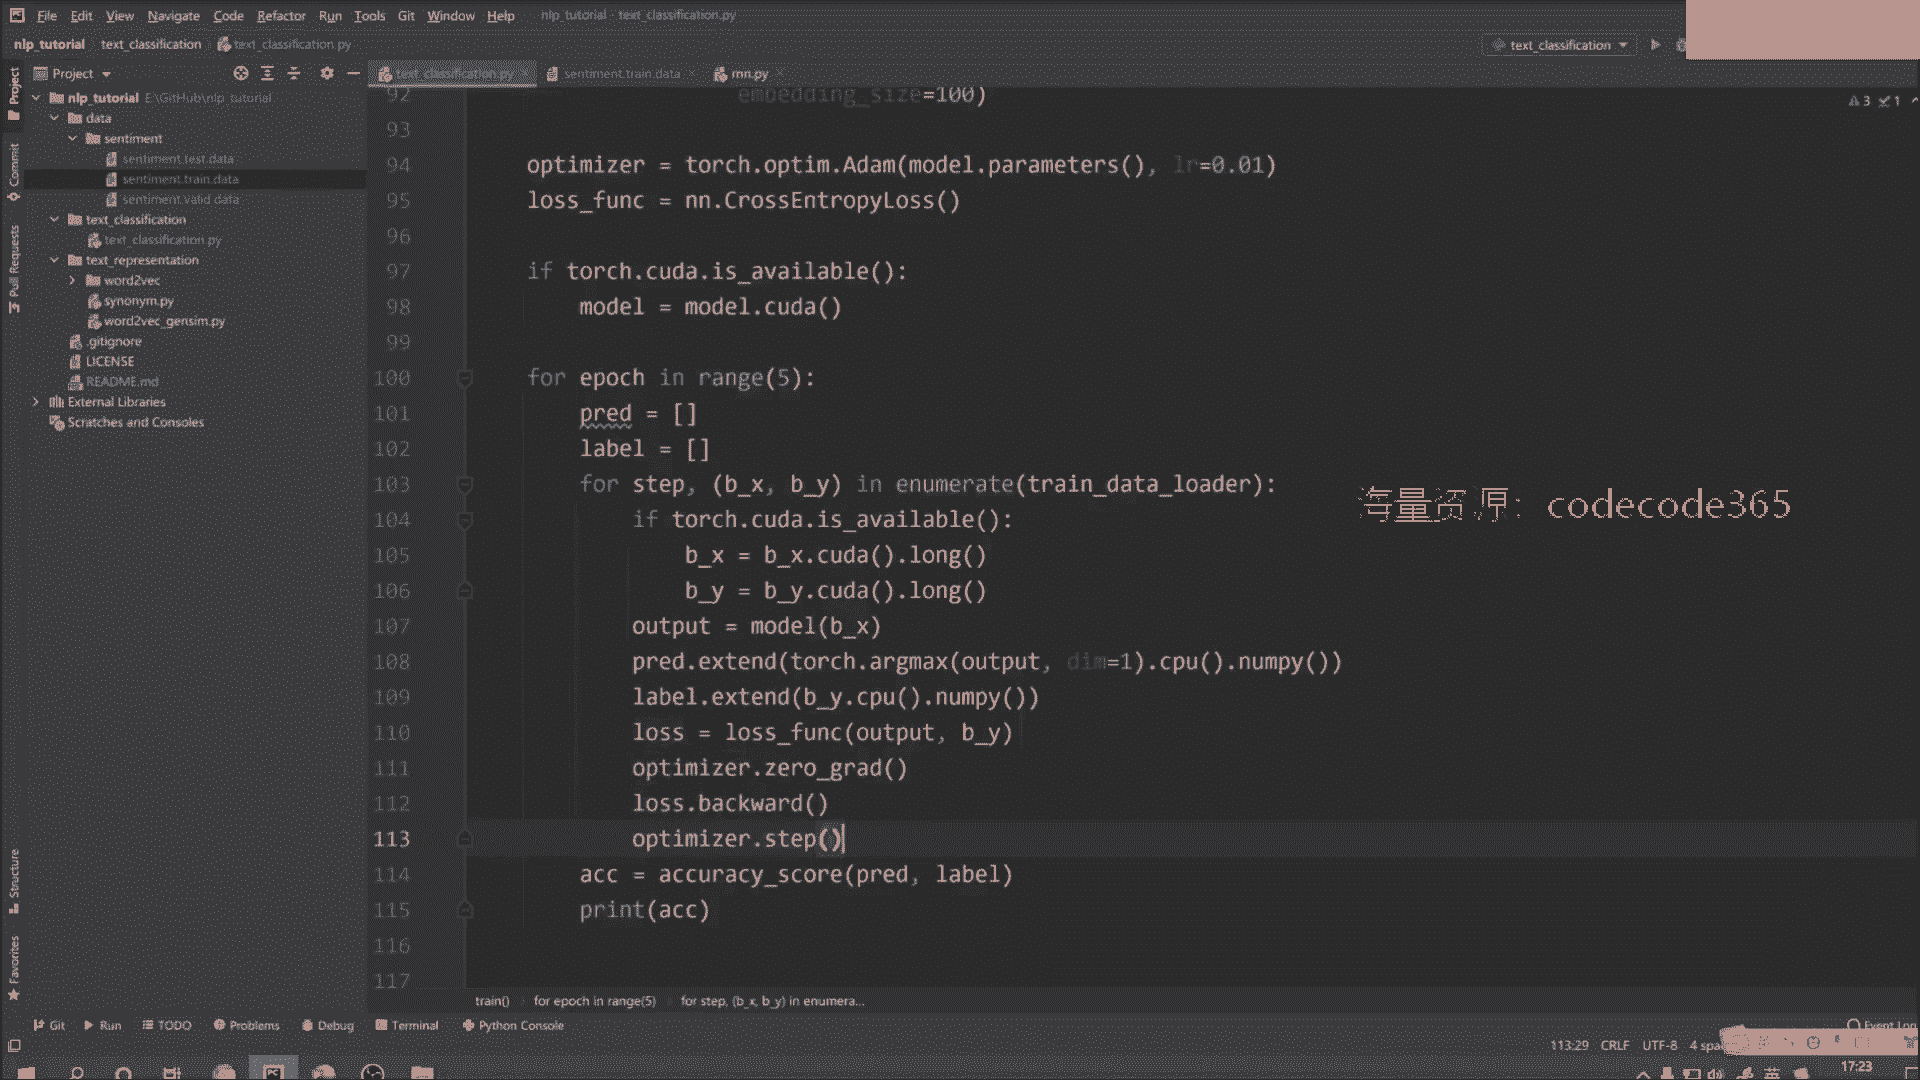 File Edit View Navigate Code Refactor Run Tools Git Window Help nlp_tutorial - text_classification.py
nlp_tutorial text_classification text_classification.py text_classification
Project
text_classification.py sentiment.train.data rnn.py
nlp_tutorial E:\GitHub\nlp_tutorial
data
sentiment
sentiment.test.data
sentiment.train.data
sentiment.valid.data
text_classification
text_classification.py
text_representation
word2vec
synonym.py
word2vec_gensim.py
.gitignore
LICENSE
README.md
External Libraries
Scratches and Consoles
Project
Commit
Pull Requests
Structure
Favorites
3 1
92 embedding_size=100)
93
94 optimizer = torch.optim.Adam(model.parameters(), lr=0.01)
95 loss_func = nn.CrossEntropyLoss()
96
97 if torch.cuda.is_available():
98 model = model.cuda()
99
100 for epoch in range(5):
101 pred = []
102 label = []
103 for step, (b_x, b_y) in enumerate(train_data_loader):
104 if torch.cuda.is_available():
105 b_x = b_x.cuda().long()
106 b_y = b_y.cuda().long()
107 output = model(b_x)
108 pred.extend(torch.argmax(output, dim=1).cpu().numpy())
109 label.extend(b_y.cpu().numpy())
110 loss = loss_func(output, b_y)
111 optimizer.zero_grad()
112 loss.backward()
113 optimizer.step()
114 acc = accuracy_score(pred, label)
115 print(acc)
116
117
海量资源：codecode365
train() for epoch in range(5) for step, (b_x, b_y) in enumera...
Git Run TODO Problems Debug Terminal Python Console Event Log
113:29 CRLF UTF-8 4 spa
英 17:23